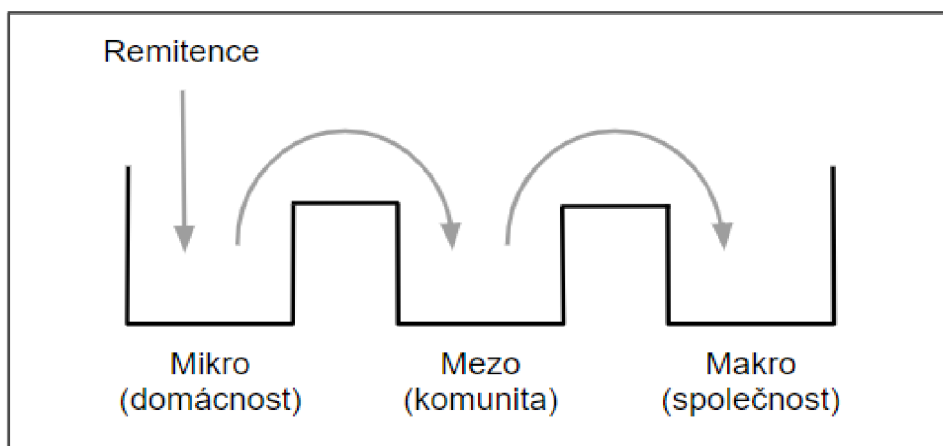 Remitence
Mikro
(domácnost)
Mezo
(komunita)
Makro
(společnost)